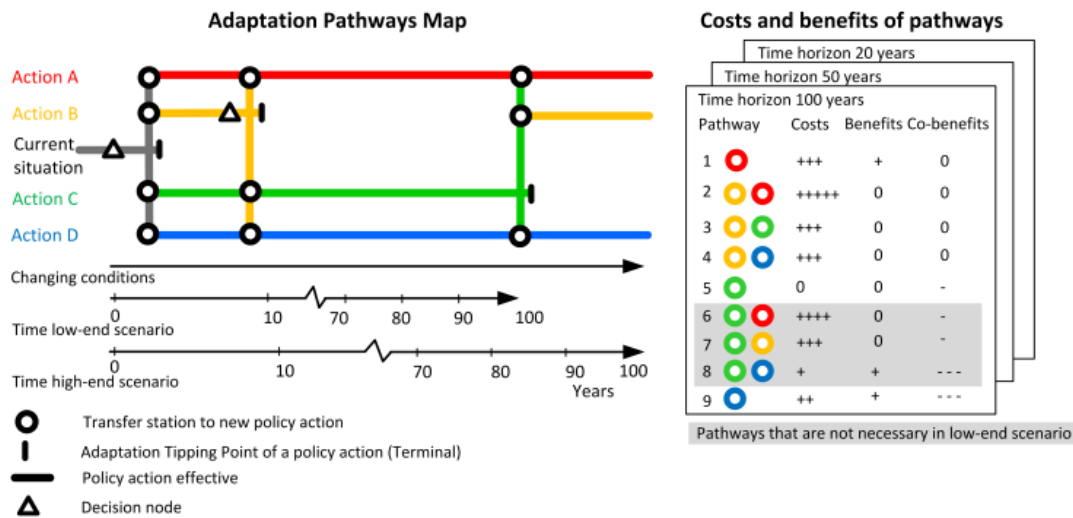 Adaptation Pathways Map
Action A
Action B
Current
situation
Action C
Action D
Changing conditions
0 10 70 80 90 100
Time low-end scenario
0 10 70 80 90 100
Time high-end scenario
Years
Transfer station to new policy action
Adaptation Tipping Point of a policy action (Terminal)
Policy action effective
Decision node
Costs and benefits of pathways
Time horizon 20 years
Time horizon 50 years
Time horizon 100 years
Pathway Costs Benefits Co-benefits
1 +++ + 0
2 +++++ 0 0
3 +++ 0 0
4 +++ 0 0
5 0 0 -
6 ++++ 0 -
7 +++ 0 -
8 + + - - -
9 ++ + - - -
Pathways that are not necessary in low-end scenario